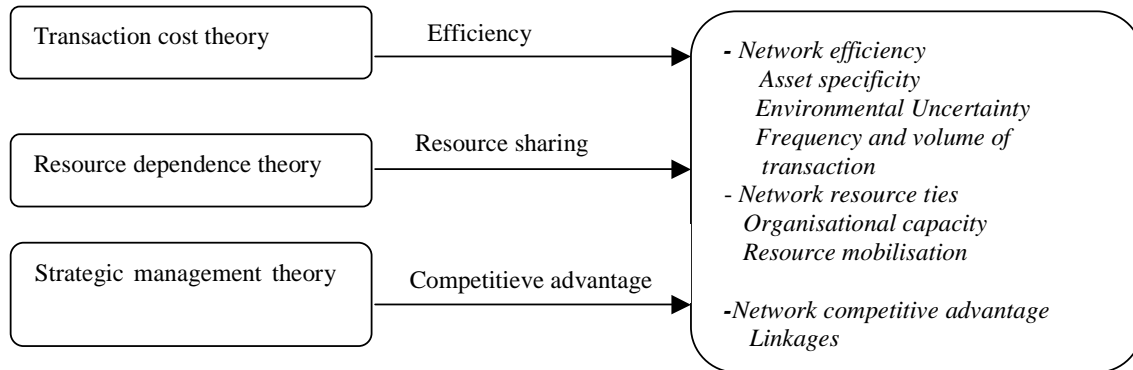 Transaction cost theory
Efficiency
Resource dependence theory
Resource sharing
Strategic management theory
Competitieve advantage
- Network efficiency
Asset specificity
Environmental Uncertainty
Frequency and volume of
transaction
- Network resource ties
Organisational capacity
Resource mobilisation
-Network competitive advantage
Linkages